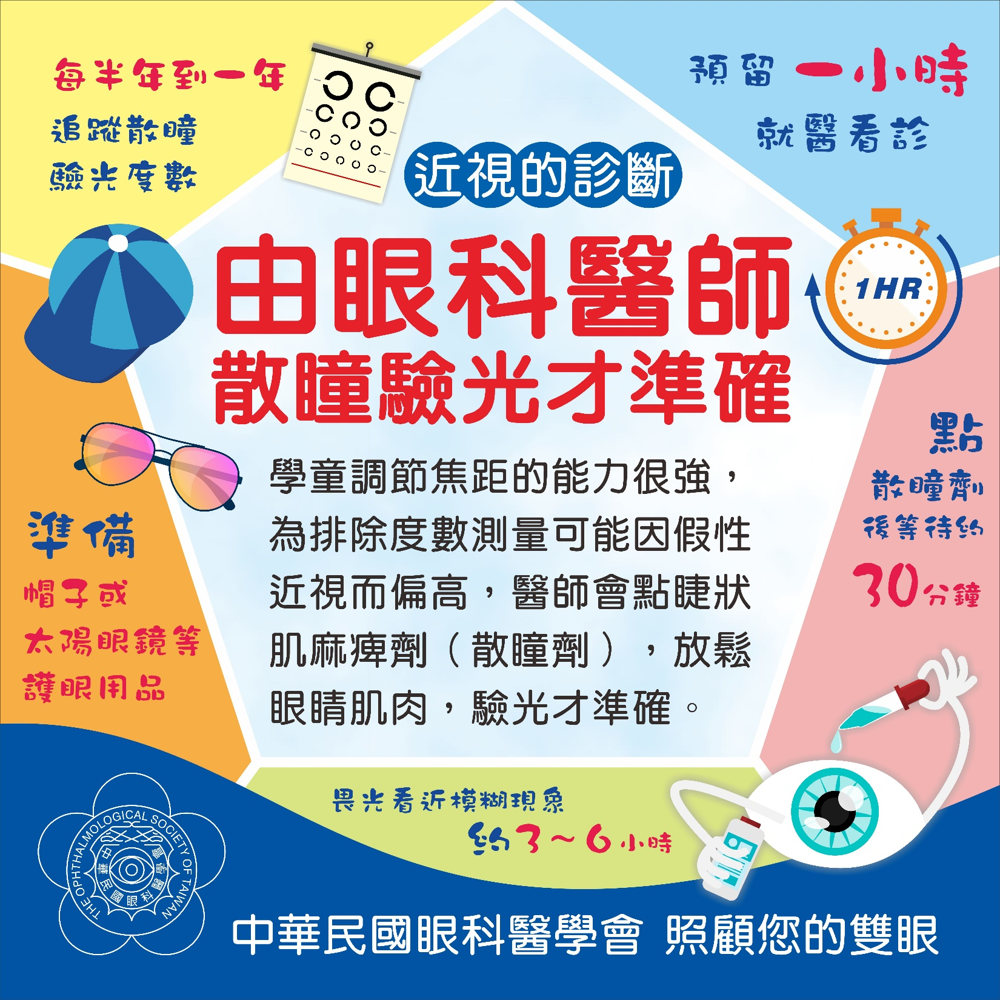 每半年到一年
追蹤散瞳
驗光度數
預留 一小時
就醫看診
近視的診斷
由眼科醫師
散瞳驗光才準確
1HR
學童調節焦距的能力很強，
為排除度數測量可能因假性
近視而偏高，醫師會點睫狀
肌麻痺劑（散瞳劑），放鬆
眼睛肌肉，驗光才準確。
準備
帽子或
太陽眼鏡等
護眼用品
點
散瞳劑
後等待約
30分鐘
畏光看近模糊現象
約3～6小時
THE OPHTHALMOLOGICAL SOCIETY OF TAIWAN
中華民國眼科醫學會
中華民國眼科醫學會 照顧您的雙眼